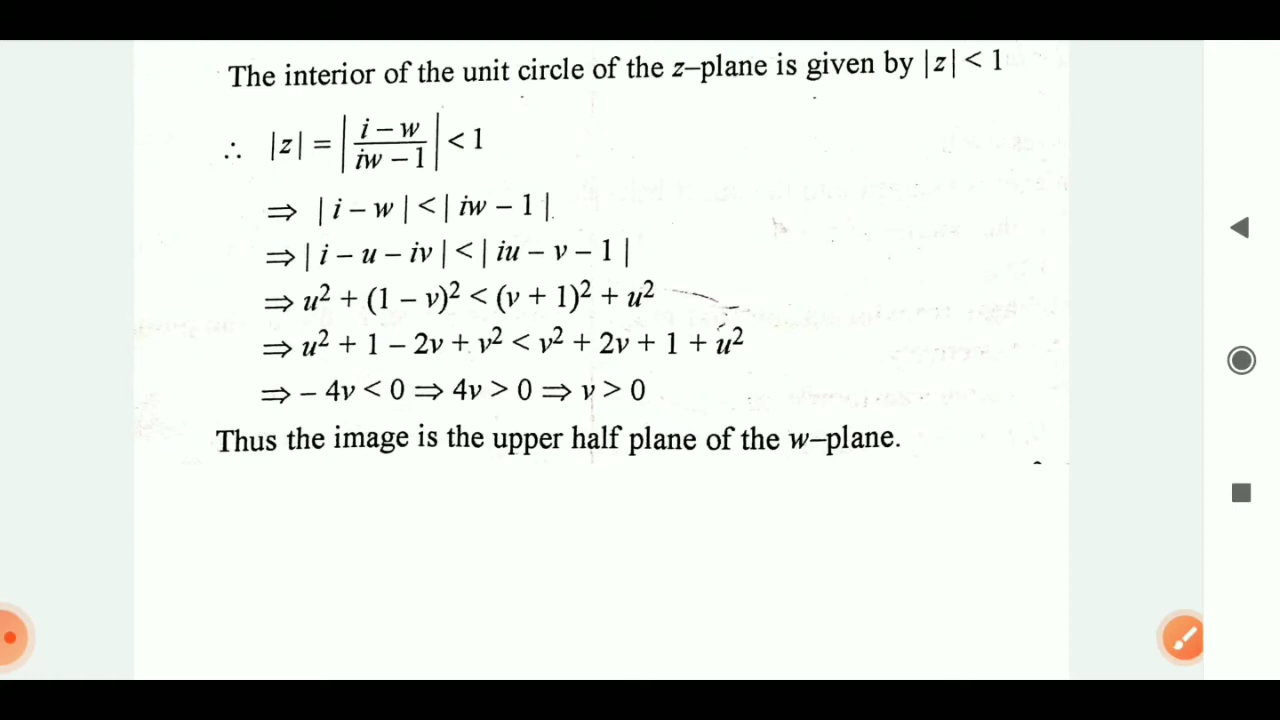 The interior of the unit circle of the z–plane is given by |z| < 1
∴ |z| = | (i – w)/(iw – 1) | < 1
⇒ | i – w | < | iw – 1 |
⇒ | i – u – iv | < | iu – v – 1 |
⇒ u² + (1 – v)² < (v + 1)² + u²
⇒ u² + 1 – 2v + v² < v² + 2v + 1 + u²
⇒ – 4v < 0 ⇒ 4v > 0 ⇒ v > 0
Thus the image is the upper half plane of the w–plane.